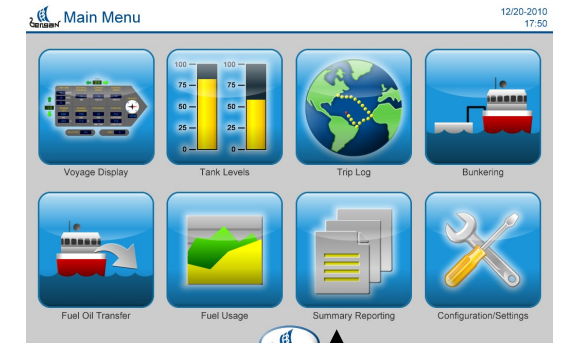 Main Menu
12/20-2010
17:50
100 100
75 75
50 50
25 25
0 0
Voyage Display
Tank Levels
Trip Log
Bunkering
Fuel Oil Transfer
Fuel Usage
Summary Reporting
Configuration/Settings